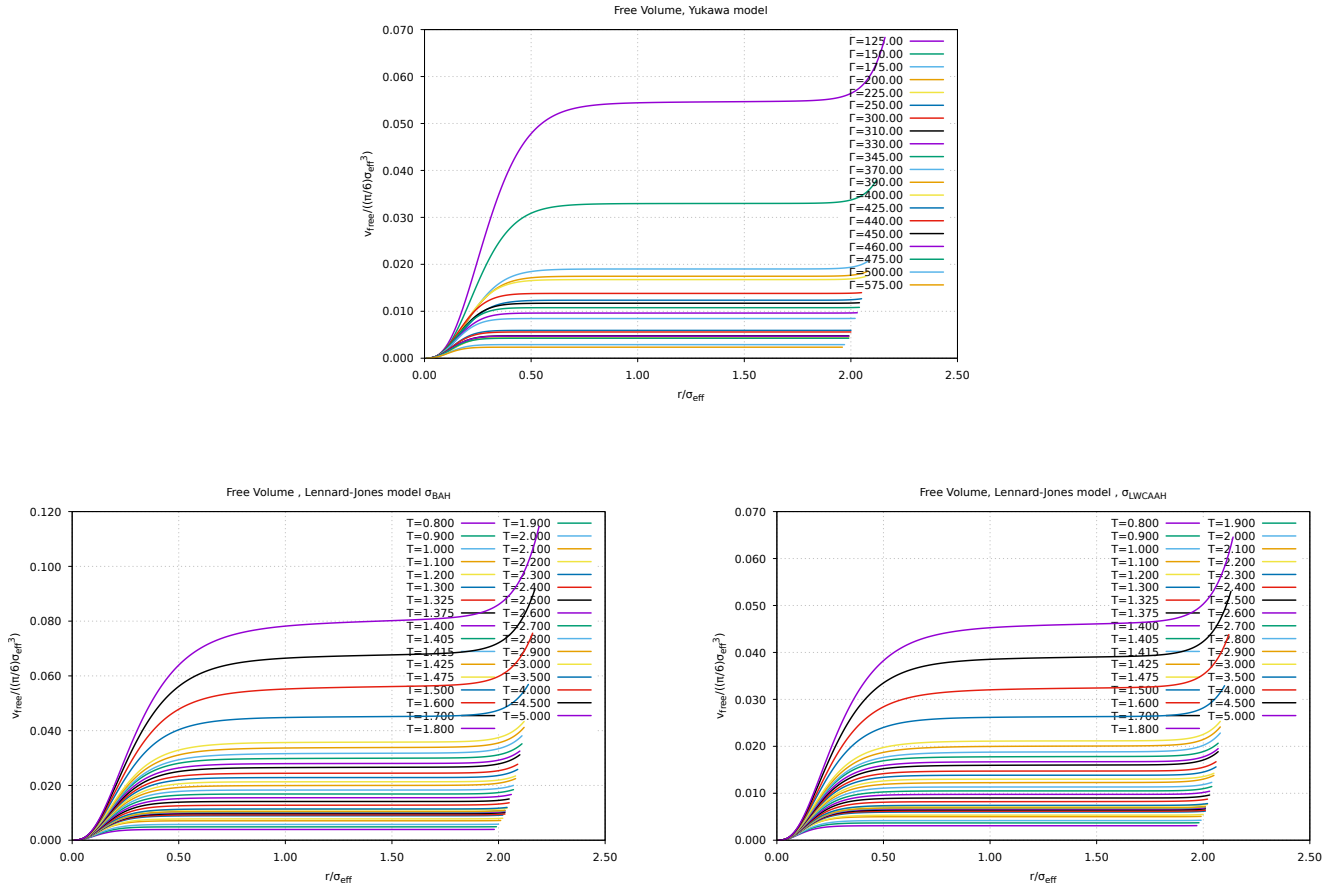 Free Volume, Yukawa model
v_free/((π/6)σ_eff^3)
0.070
0.060
0.050
0.040
0.030
0.020
0.010
0.000
Γ=125.00
Γ=150.00
Γ=175.00
Γ=200.00
Γ=225.00
Γ=250.00
Γ=300.00
Γ=310.00
Γ=330.00
Γ=345.00
Γ=370.00
Γ=390.00
Γ=400.00
Γ=425.00
Γ=440.00
Γ=450.00
Γ=460.00
Γ=475.00
Γ=500.00
Γ=575.00
0.00 0.50 1.00 1.50 2.00 2.50
r/σ_eff
Free Volume , Lennard-Jones model σ_BAH
v_free/((π/6)σ_eff^3)
0.120
0.100
0.080
0.060
0.040
0.020
0.000
T=0.800 T=1.900
T=0.900 T=2.000
T=1.000 T=2.100
T=1.100 T=2.200
T=1.200 T=2.300
T=1.300 T=2.400
T=1.325 T=2.500
T=1.375 T=2.600
T=1.400 T=2.700
T=1.405 T=2.800
T=1.415 T=2.900
T=1.425 T=3.000
T=1.475 T=3.500
T=1.500 T=4.000
T=1.600 T=4.500
T=1.700 T=5.000
T=1.800
0.00 0.50 1.00 1.50 2.00 2.50
r/σ_eff
Free Volume, Lennard-Jones model , σ_LWCAAH
v_free/((π/6)σ_eff^3)
0.070
0.060
0.050
0.040
0.030
0.020
0.010
0.000
T=0.800 T=1.900
T=0.900 T=2.000
T=1.000 T=2.100
T=1.100 T=2.200
T=1.200 T=2.300
T=1.300 T=2.400
T=1.325 T=2.500
T=1.375 T=2.600
T=1.400 T=2.700
T=1.405 T=2.800
T=1.415 T=2.900
T=1.425 T=3.000
T=1.475 T=3.500
T=1.500 T=4.000
T=1.600 T=4.500
T=1.700 T=5.000
T=1.800
0.00 0.50 1.00 1.50 2.00 2.50
r/σ_eff